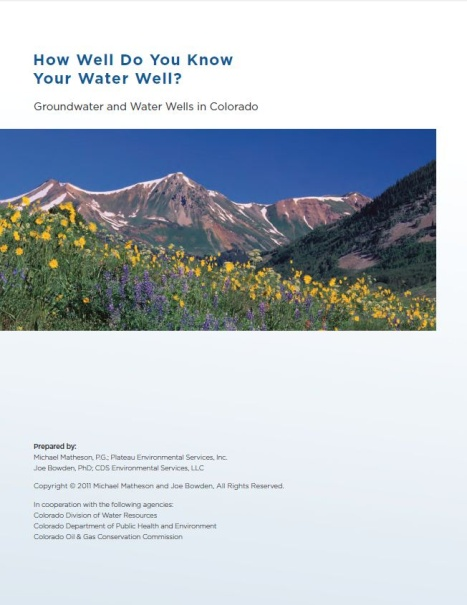 How Well Do You Know
Your Water Well?
Groundwater and Water Wells in Colorado
Prepared by:
Michael Matheson, P.G.; Plateau Environmental Services, Inc.
Joe Bowden, PhD; CDS Environmental Services, LLC
Copyright © 2011 Michael Matheson and Joe Bowden, All Rights Reserved.
In cooperation with the following agencies:
Colorado Division of Water Resources
Colorado Department of Public Health and Environment
Colorado Oil & Gas Conservation Commission